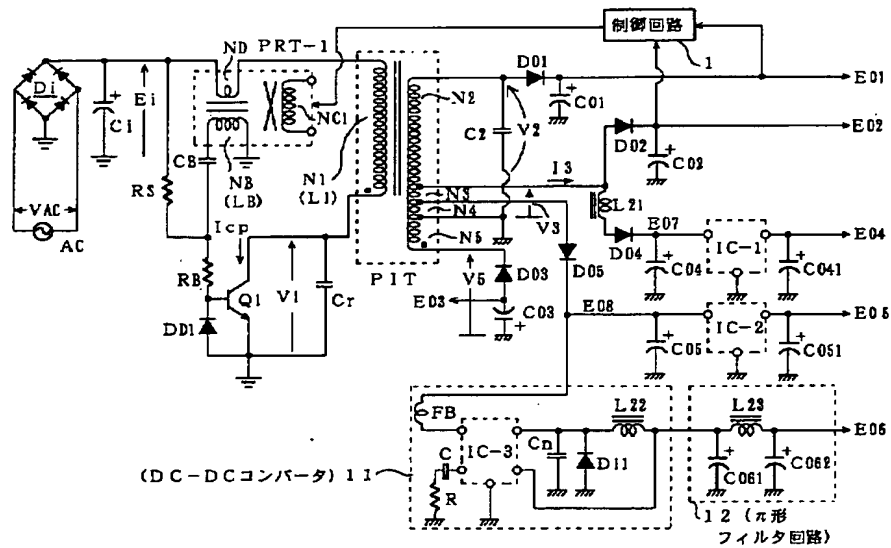 制御回路
1
ND
PRT-1
Di
Ei
Ci
NC1
CB
NB
(LB)
RS
VAC
AC
N1
(L1)
N2
C2
V2
D01
C01
E01
D02
C02
E02
I3
N3
N4
N5
V3
L21
E07
D04
C04
IC-1
C041
E04
Icp
RB
Q1
V1
Cr
DD1
PIT
V5
D03
E03
C03
D05
E08
C05
IC-2
C051
E05
FB
IC-3
Cn
L22
D11
C
R
L23
E06
C061
C062
(DC-DCコンバータ) 11
12 (π形
フィルタ回路)